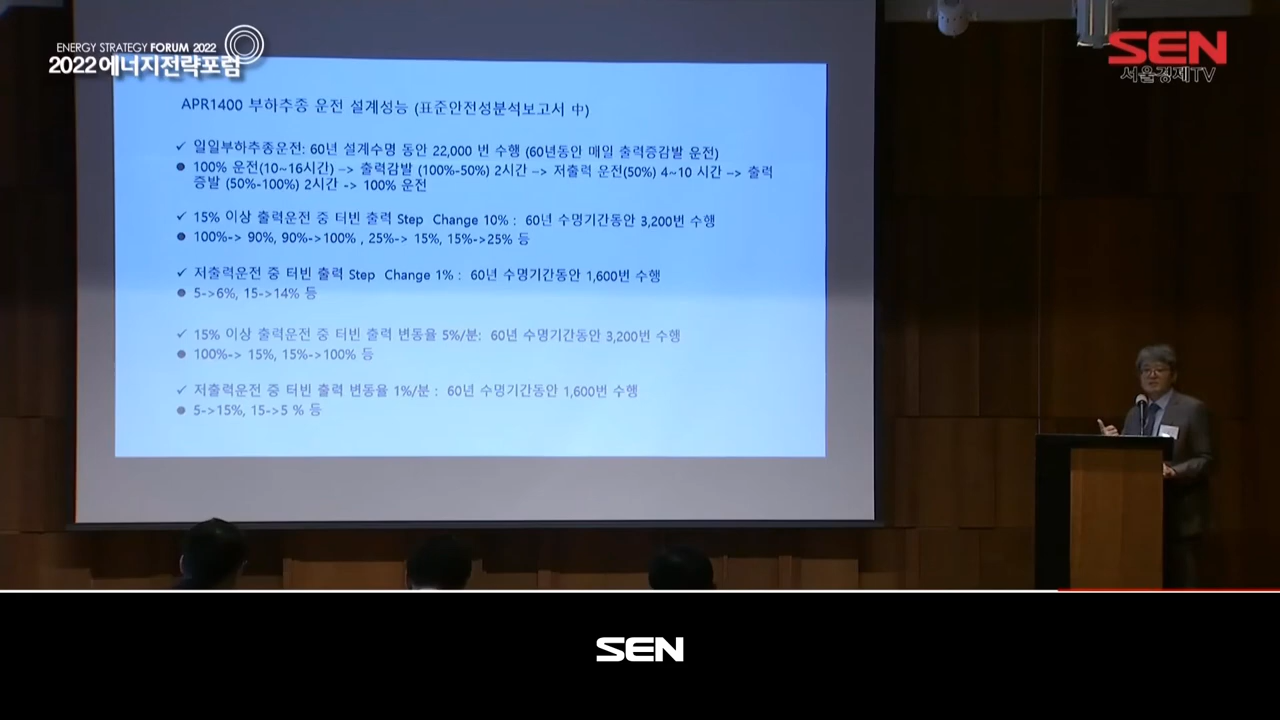 ENERGY STRATEGY FORUM 2022
2022에너지전략포럼
SEN
서울경제TV
APR1400 부하추종 운전 설계성능 (표준안전성분석보고서 中)
✓ 일일부하추종운전: 60년 설계수명 동안 22,000 번 수행 (60년동안 매일 출력증감발 운전)
● 100% 운전(10~16시간) –> 출력감발 (100%-50%) 2시간 –> 저출력 운전(50%) 4~10 시간 –> 출력
증발 (50%-100%) 2시간 -> 100% 운전
✓ 15% 이상 출력운전 중 터빈 출력 Step Change 10% : 60년 수명기간동안 3,200번 수행
● 100%-> 90%, 90%->100% , 25%-> 15%, 15%->25% 등
✓ 저출력운전 중 터빈 출력 Step Change 1% : 60년 수명기간동안 1,600번 수행
● 5->6%, 15->14% 등
✓ 15% 이상 출력운전 중 터빈 출력 변동율 5%/분: 60년 수명기간동안 3,200번 수행
● 100%-> 15%, 15%->100% 등
✓ 저출력운전 중 터빈 출력 변동율 1%/분 : 60년 수명기간동안 1,600번 수행
● 5->15%, 15->5 % 등
SEN